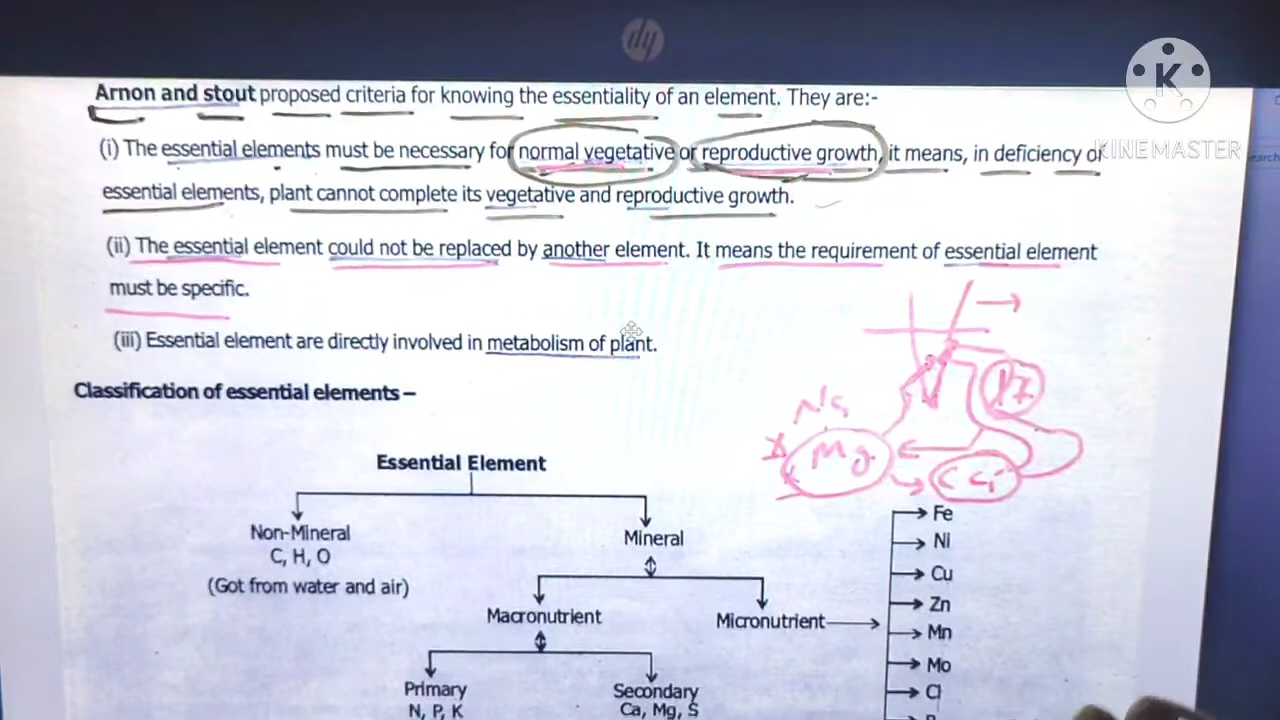 hp
K
KINEMASTER
Arnon and stout proposed criteria for knowing the essentiality of an element. They are:-
(i) The essential elements must be necessary for normal vegetative or reproductive growth, it means, in deficiency of
essential elements, plant cannot complete its vegetative and reproductive growth.
(ii) The essential element could not be replaced by another element. It means the requirement of essential element
must be specific.
(iii) Essential element are directly involved in metabolism of plant.
Classification of essential elements –
Mg
Essential Element
Non-Mineral
C, H, O
(Got from water and air)
Mineral
Macronutrient
Micronutrient
Primary
N, P, K
Secondary
Ca, Mg, S
Fe
Ni
Cu
Zn
Mn
Mo
Cl